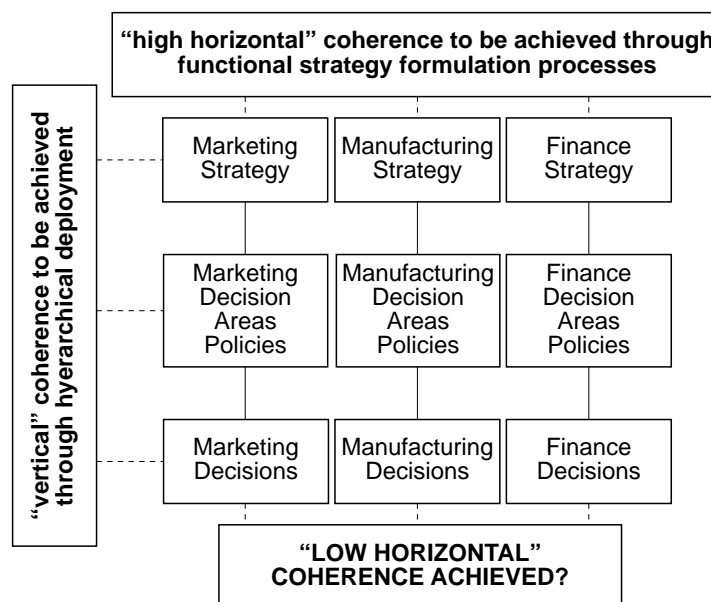 “high horizontal” coherence to be achieved through
functional strategy formulation processes
“vertical” coherence to be achieved
through hyerarchical deployment
Marketing
Strategy
Manufacturing
Strategy
Finance
Strategy
Marketing
Decision
Areas
Policies
Manufacturing
Decision
Areas
Policies
Finance
Decision
Areas
Policies
Marketing
Decisions
Manufacturing
Decisions
Finance
Decisions
“LOW HORIZONTAL”
COHERENCE ACHIEVED?